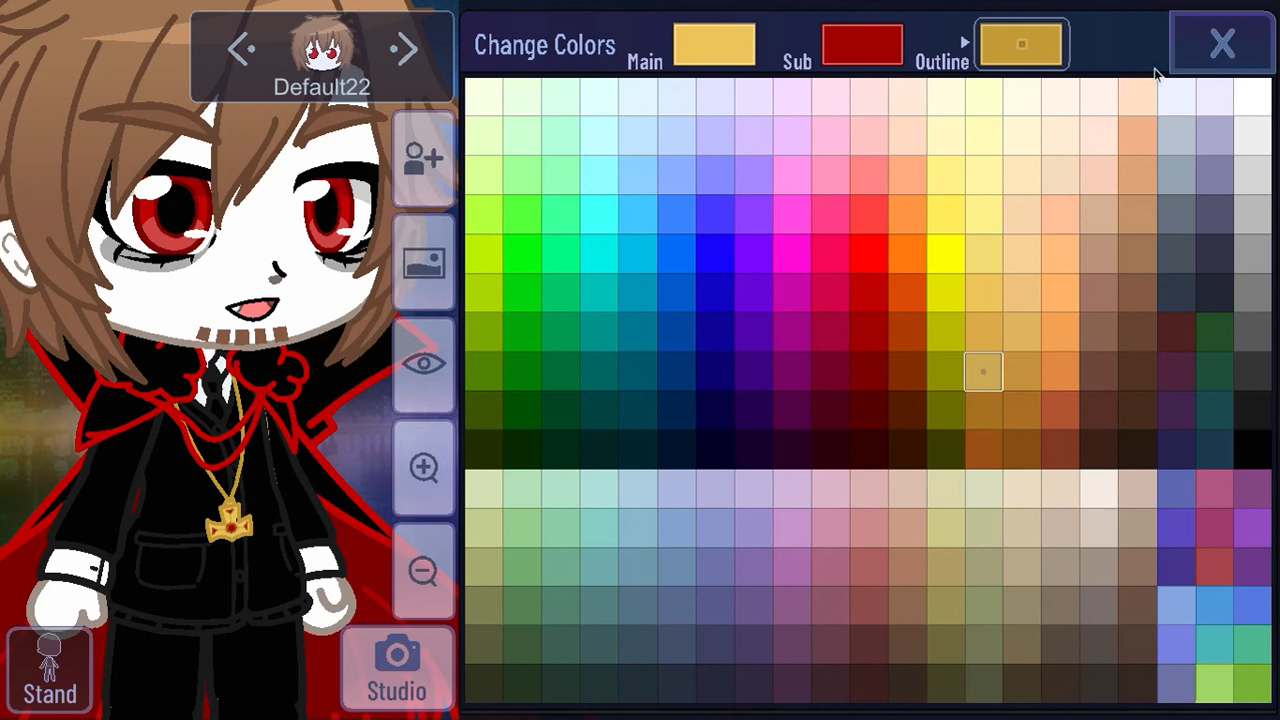 Default22
Change Colors
Main
Sub
Outline
X
Stand
Studio